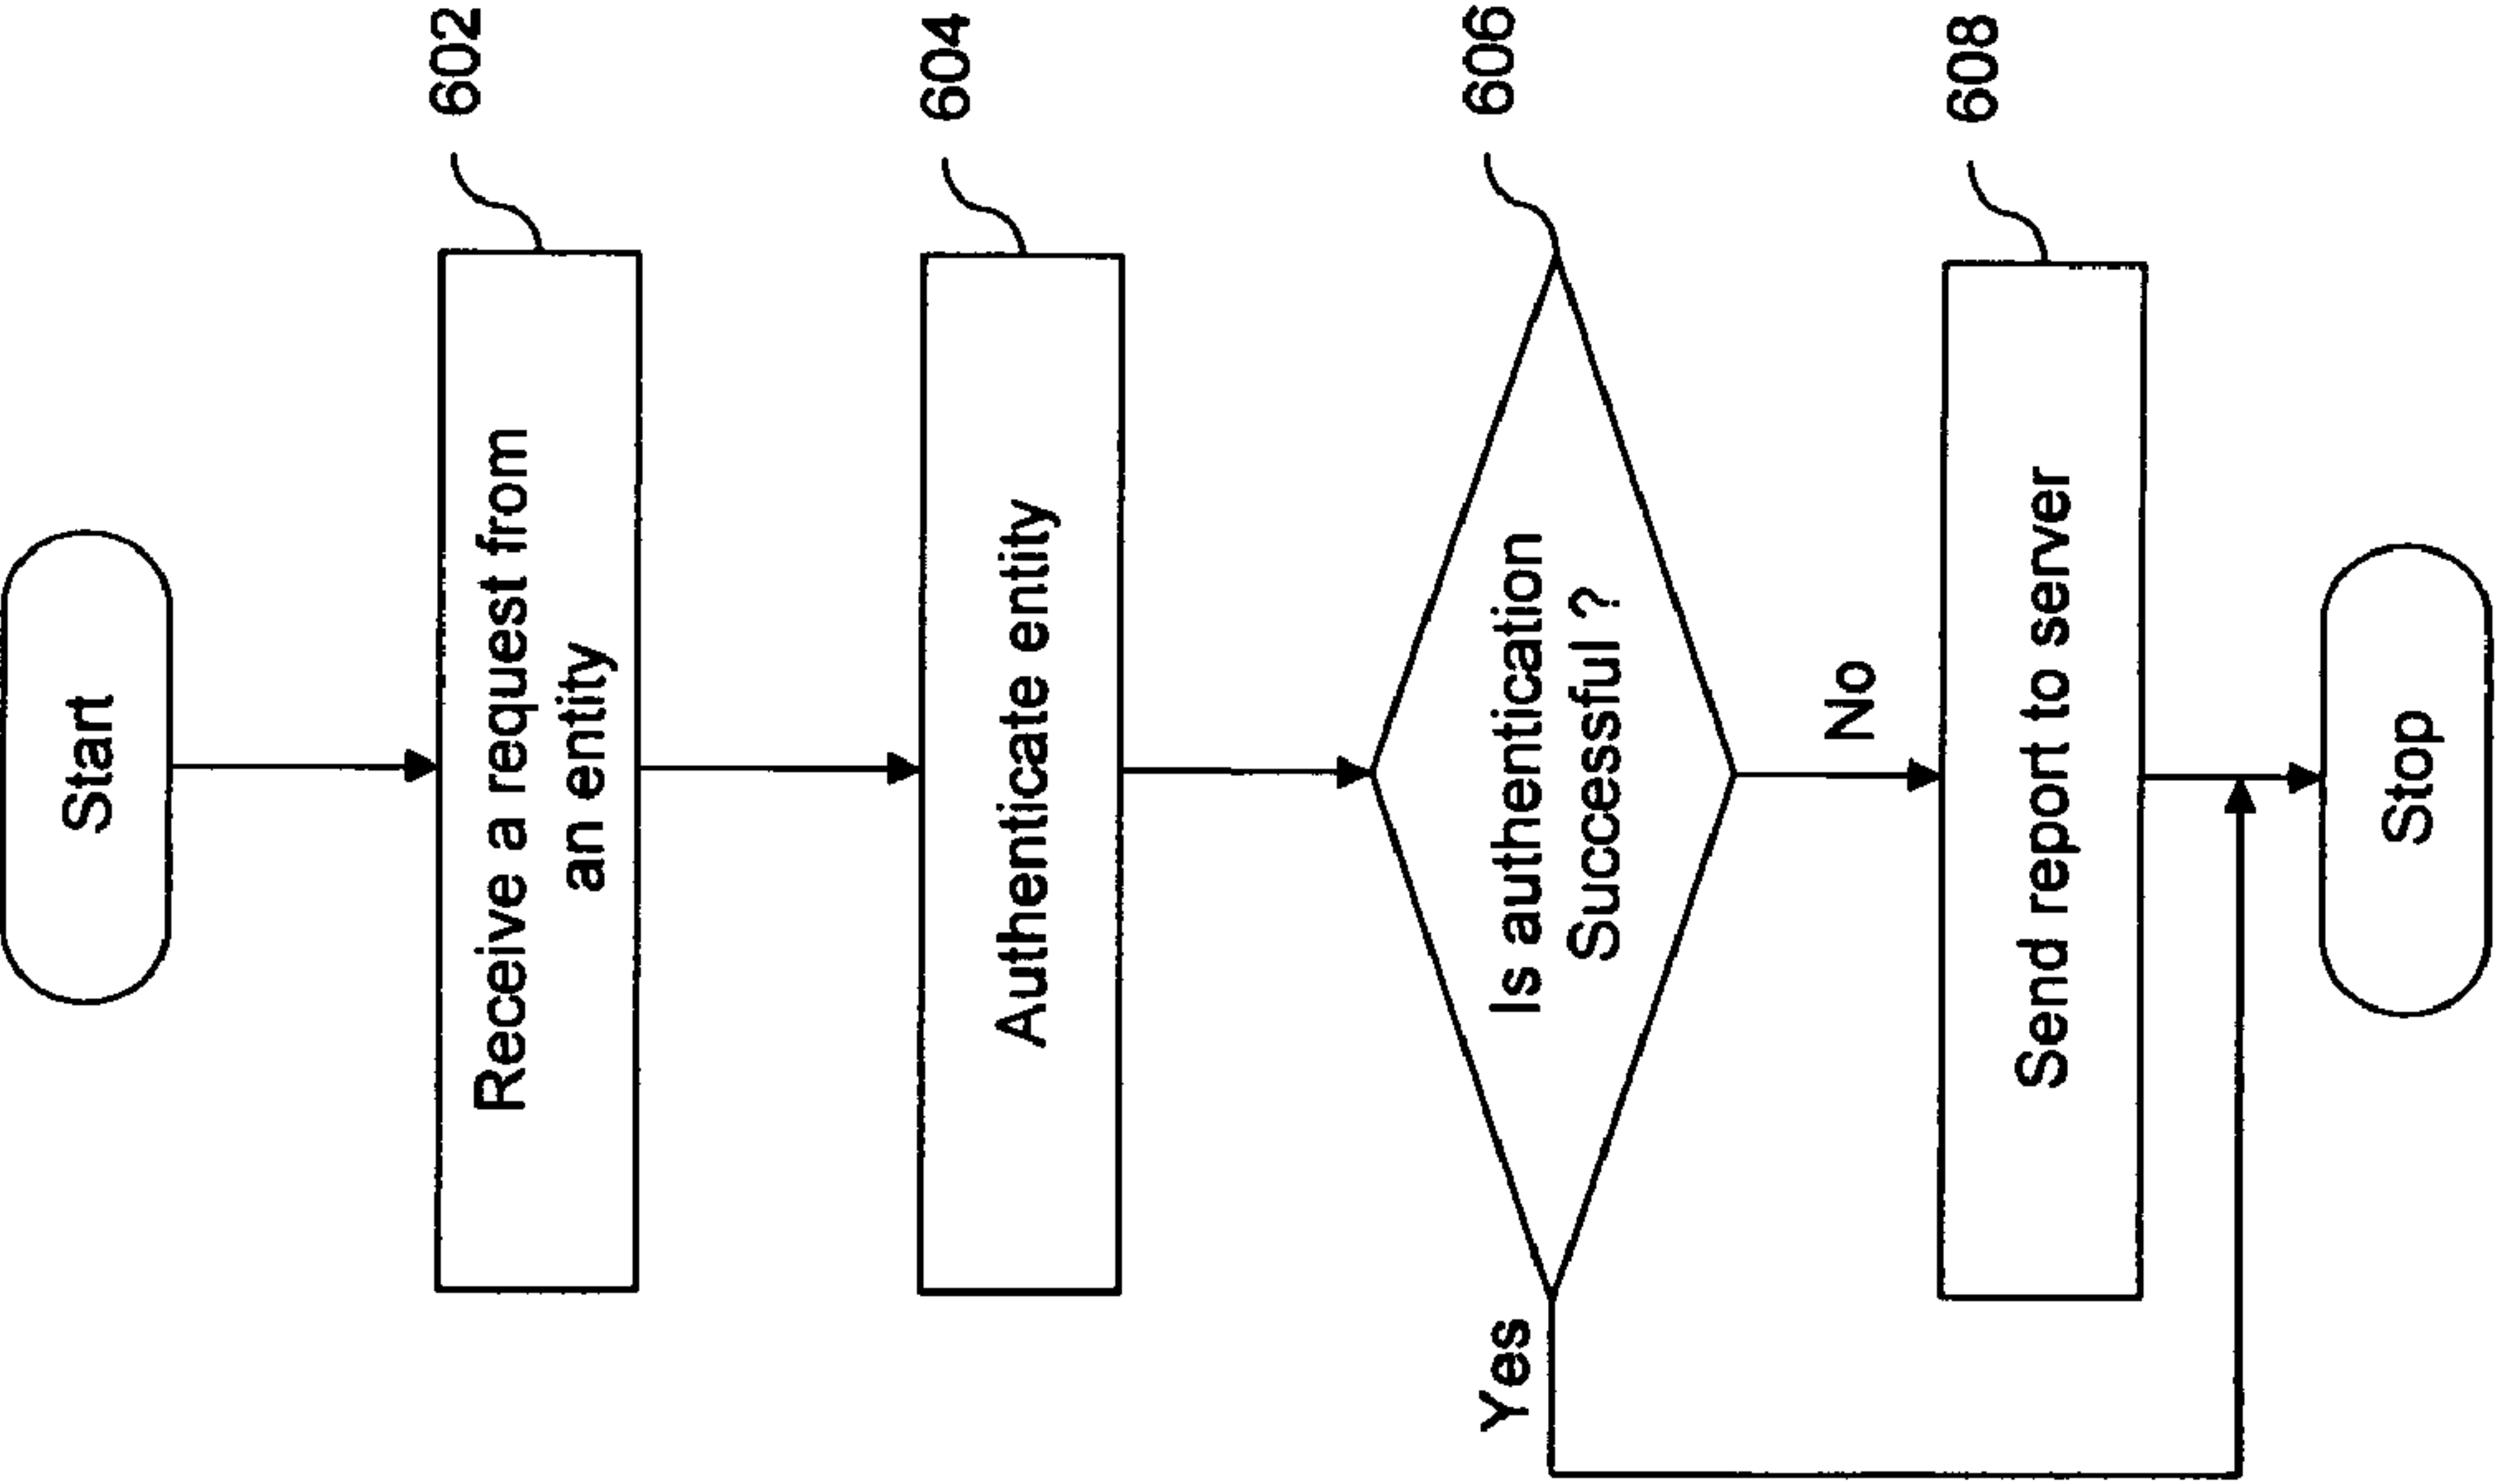 Start
602
Receive a request from
an entity
604
Authenticate entity
606
Is authentication
Successful ?
Yes
No
608
Send report to server
Stop